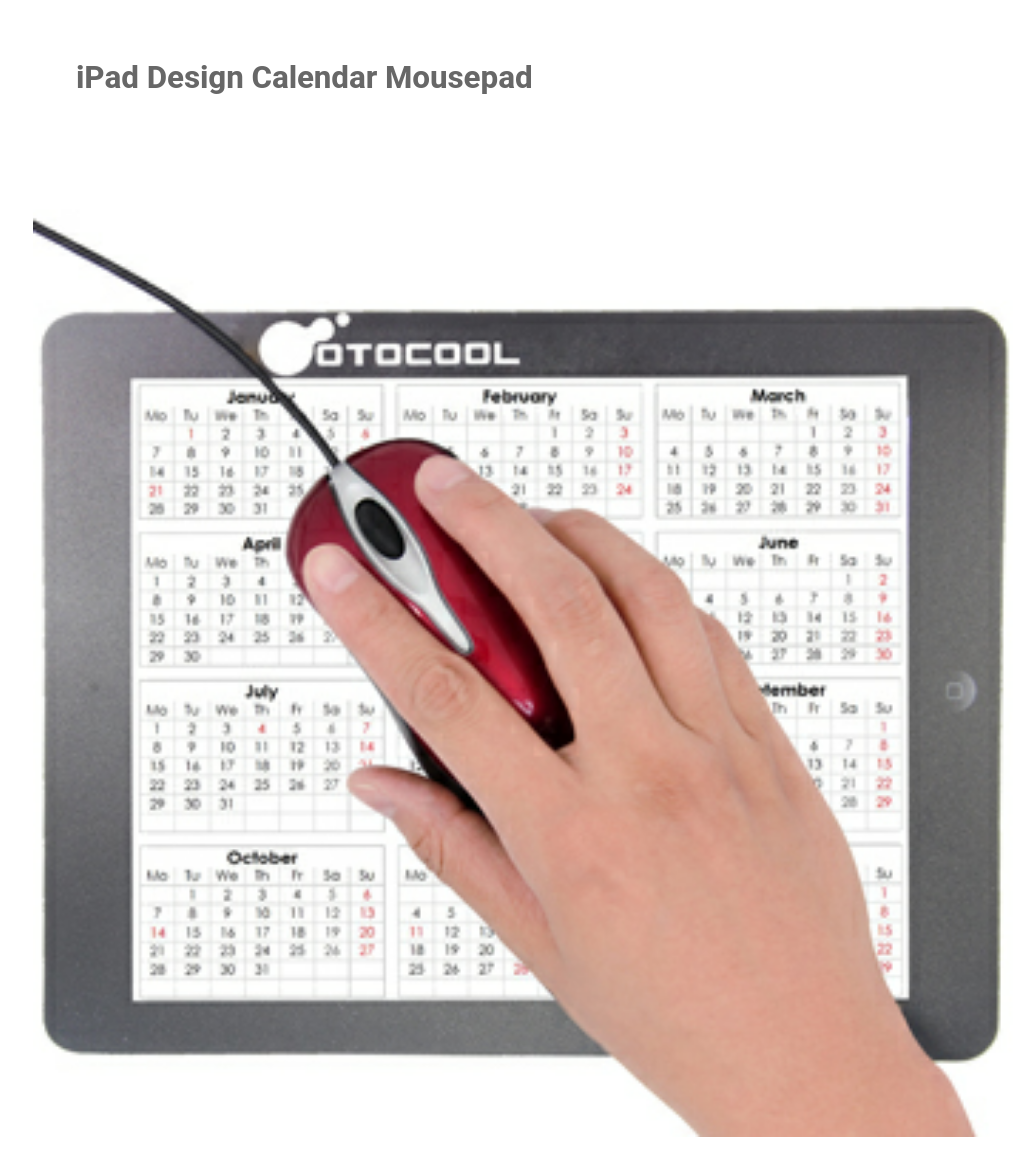 iPad Design Calendar Mousepad
OTOCOOL
January February March
Mo Tu We Th Sa Su Mo Tu We Th Fr Sa Su Mo Tu We Th Fr Sa Su
1 2 3 4 5 6 1 2 3 1 2 3
7 8 9 10 11 6 7 8 9 10 4 5 6 7 8 9 10
14 15 16 17 18 13 14 15 16 17 11 12 13 14 15 16 17
21 22 23 24 25 21 22 23 24 18 19 20 21 22 23 24
28 29 30 31 25 26 27 28 29 30 31
April June
Mo Tu We Th Mo Tu We Th Fr Sa Su
1 2 3 4 1 2
8 9 10 11 12 4 5 6 7 8 9
15 16 17 18 19 12 13 14 15 16
22 23 24 25 26 27 19 20 21 22 23
29 30 27 28 29 30
July
Mo Tu We Th Fr Sa Su Th Fr Sa Su
1 2 3 4 5 6 7 1
8 9 10 11 12 13 14 6 7 8
15 16 17 18 19 20 13 14 15
22 23 24 25 26 27 21 22
29 30 31 28 29
October
Mo Tu We Th Fr Sa Su Mo Su
1 2 3 4 5 6 1
7 8 9 10 11 12 13 4 5 8
14 15 16 17 18 19 20 11 12 13 15
21 22 23 24 25 26 27 18 19 20 22
28 29 30 31 25 26 27 28